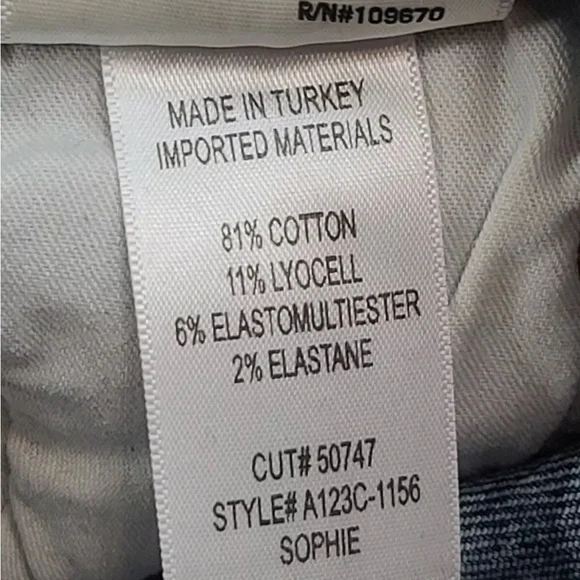 R/N#109670
MADE IN TURKEY
IMPORTED MATERIALS
81% COTTON
11% LYOCELL
6% ELASTOMULTIESTER
2% ELASTANE
CUT# 50747
STYLE# A123C-1156
SOPHIE